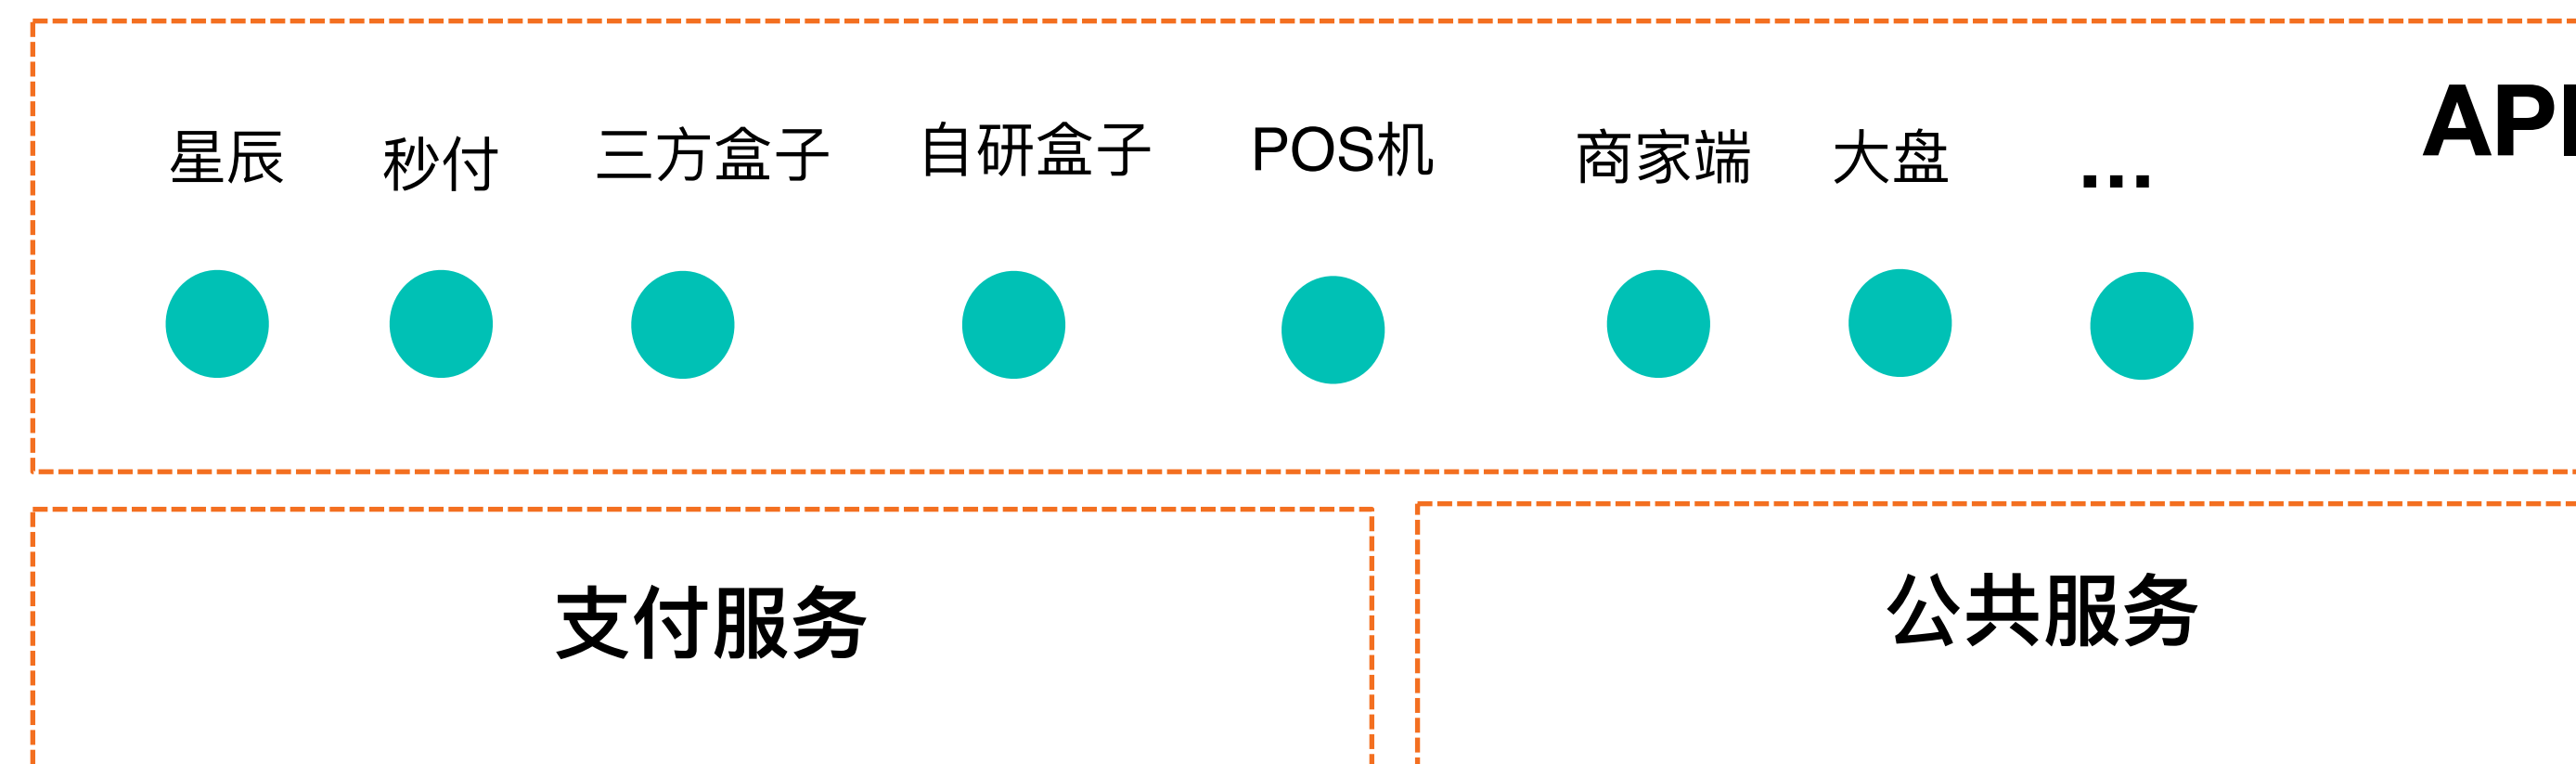 星辰 秒付 三方盒子 自研盒子 POS机 商家端 大盘 ...
支付服务 公共服务